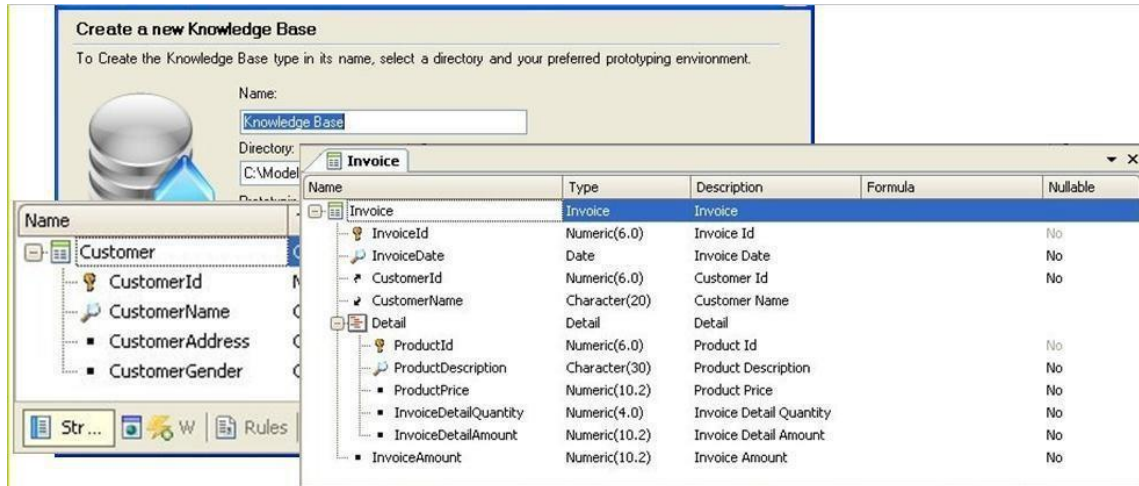 Create a new Knowledge Base
To Create the Knowledge Base type in its name, select a directory and your preferred prototyping environment.
Name:
Knowledge Base
Directory:
C:\Model
Name
Customer
CustomerId
CustomerName
CustomerAddress
CustomerGender
Str... W Rules
Invoice
Name Type Description Formula Nullable
Invoice Invoice Invoice
InvoiceId Numeric(6.0) Invoice Id No
InvoiceDate Date Invoice Date No
CustomerId Numeric(6.0) Customer Id No
CustomerName Character(20) Customer Name
Detail Detail Detail
ProductId Numeric(6.0) Product Id No
ProductDescription Character(30) Product Description No
ProductPrice Numeric(10.2) Product Price No
InvoiceDetailQuantity Numeric(4.0) Invoice Detail Quantity No
InvoiceDetailAmount Numeric(10.2) Invoice Detail Amount No
InvoiceAmount Numeric(10.2) Invoice Amount No